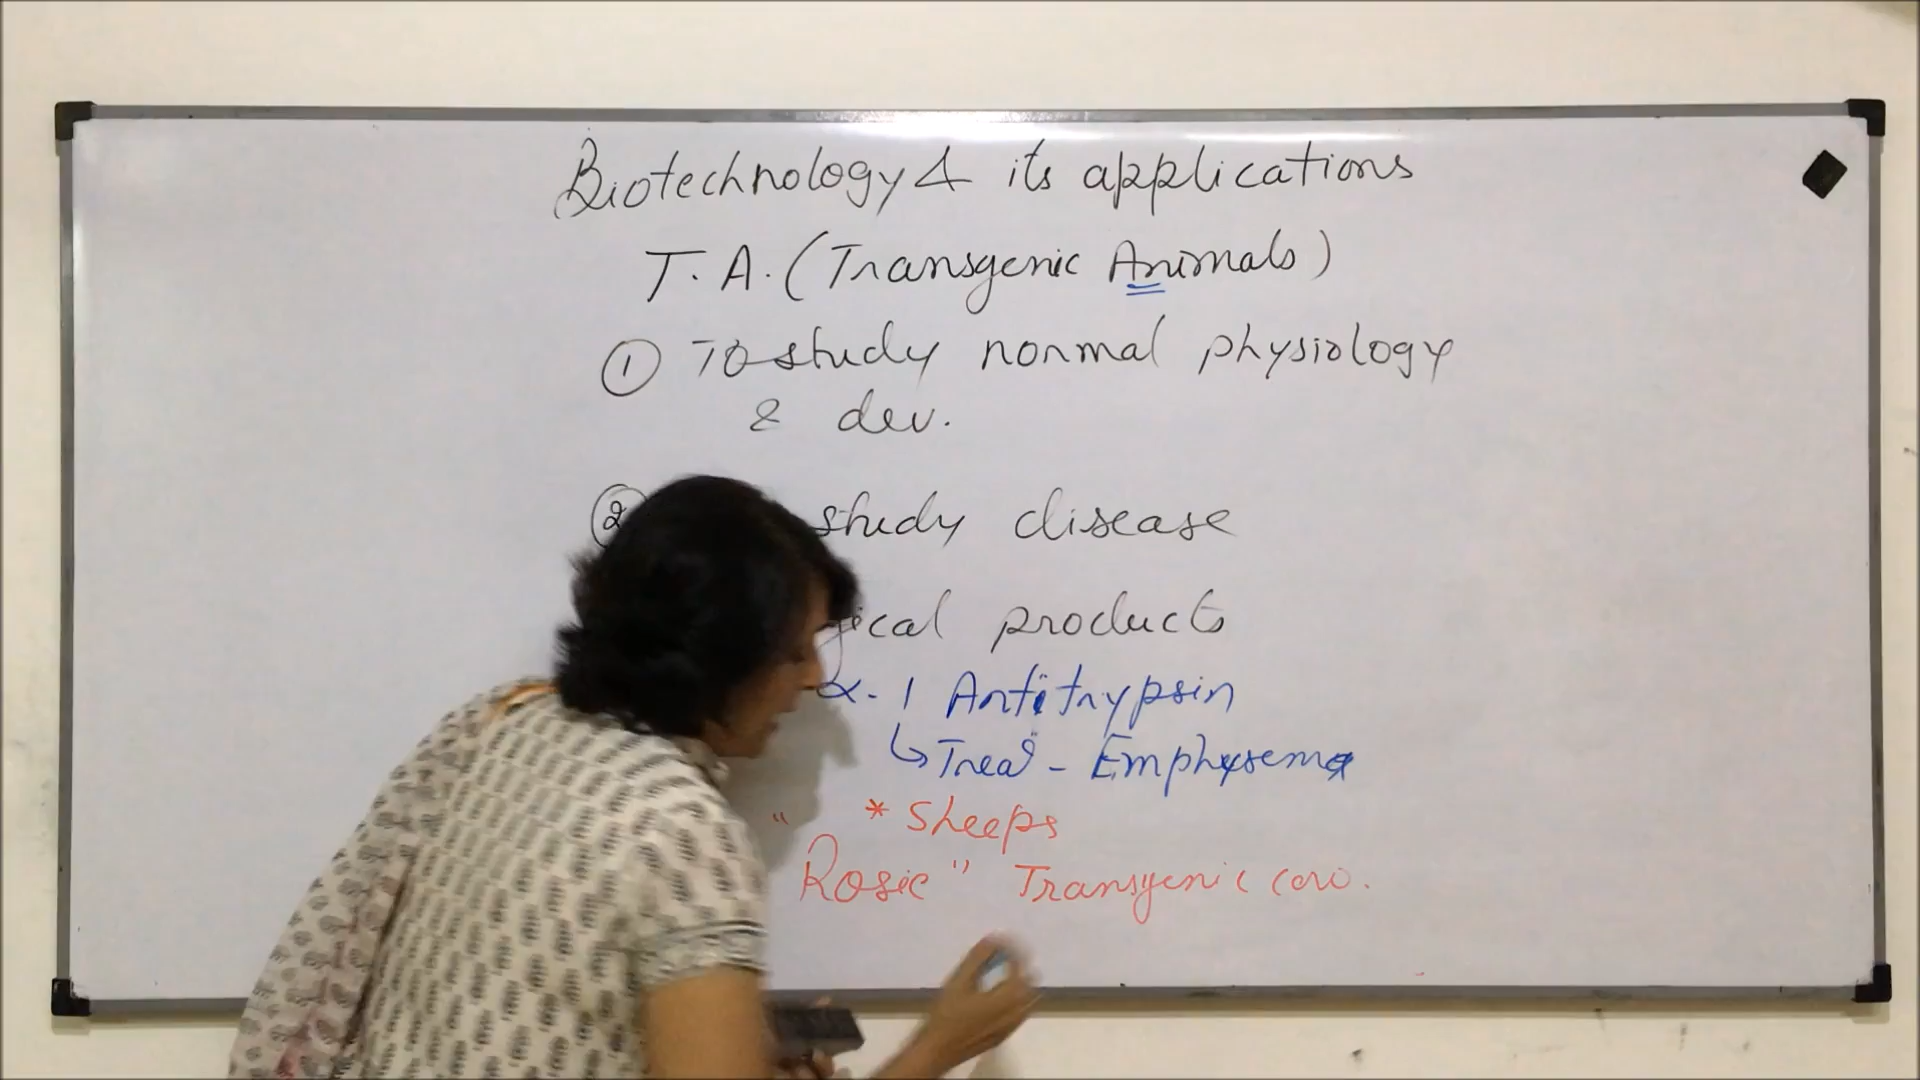 Biotechnology & its applications
T. A. (Transgenic Animals)
① To study normal physiology
& dev.
② study disease
ical products
α-1 Antitrypsin
↳ Treat - Emphysema
" * Sheeps
Rosie" Transgenic cow.